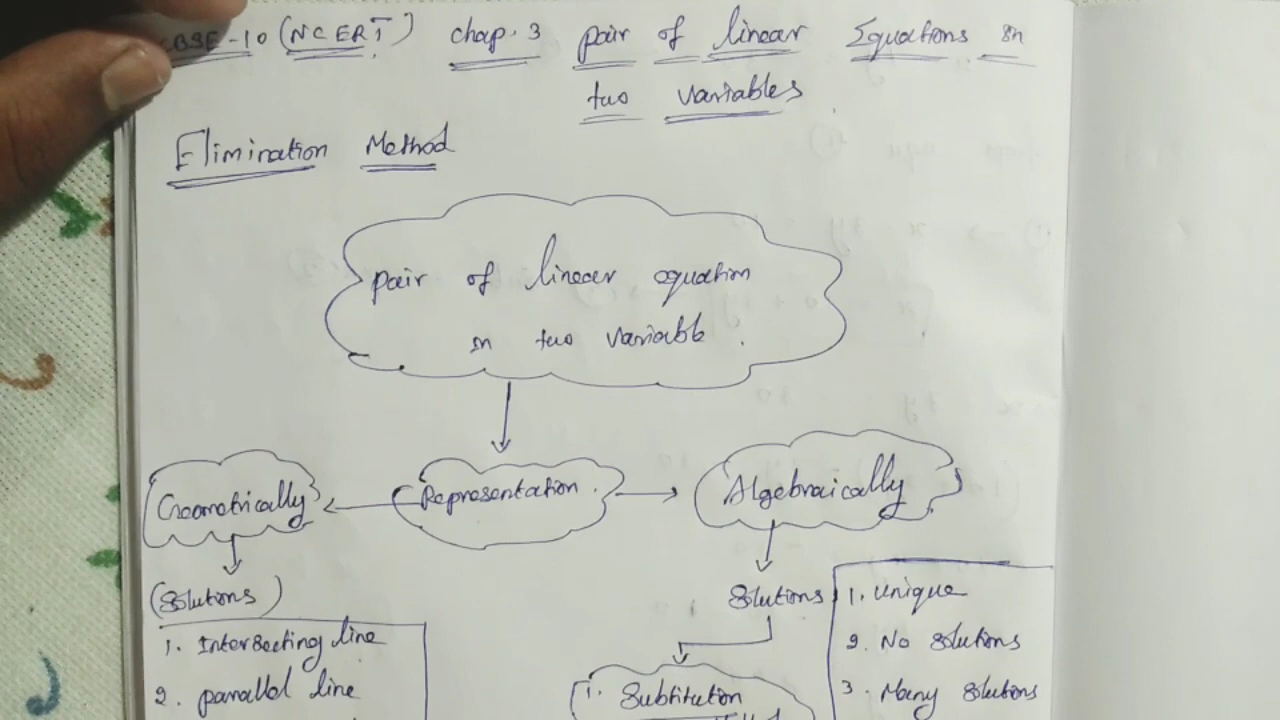 CBSE-10 (NCERT) chap. 3 pair of linear Equations in
two variables
Elimination Method
pair of linear equation
in two variable.
Geometrically
Representation.
Algebraically
(Solutions)
1. Intersecting line
2. parallel line
Solutions
1. Unique
2. No solutions
3. Many solutions
1. Subtitution